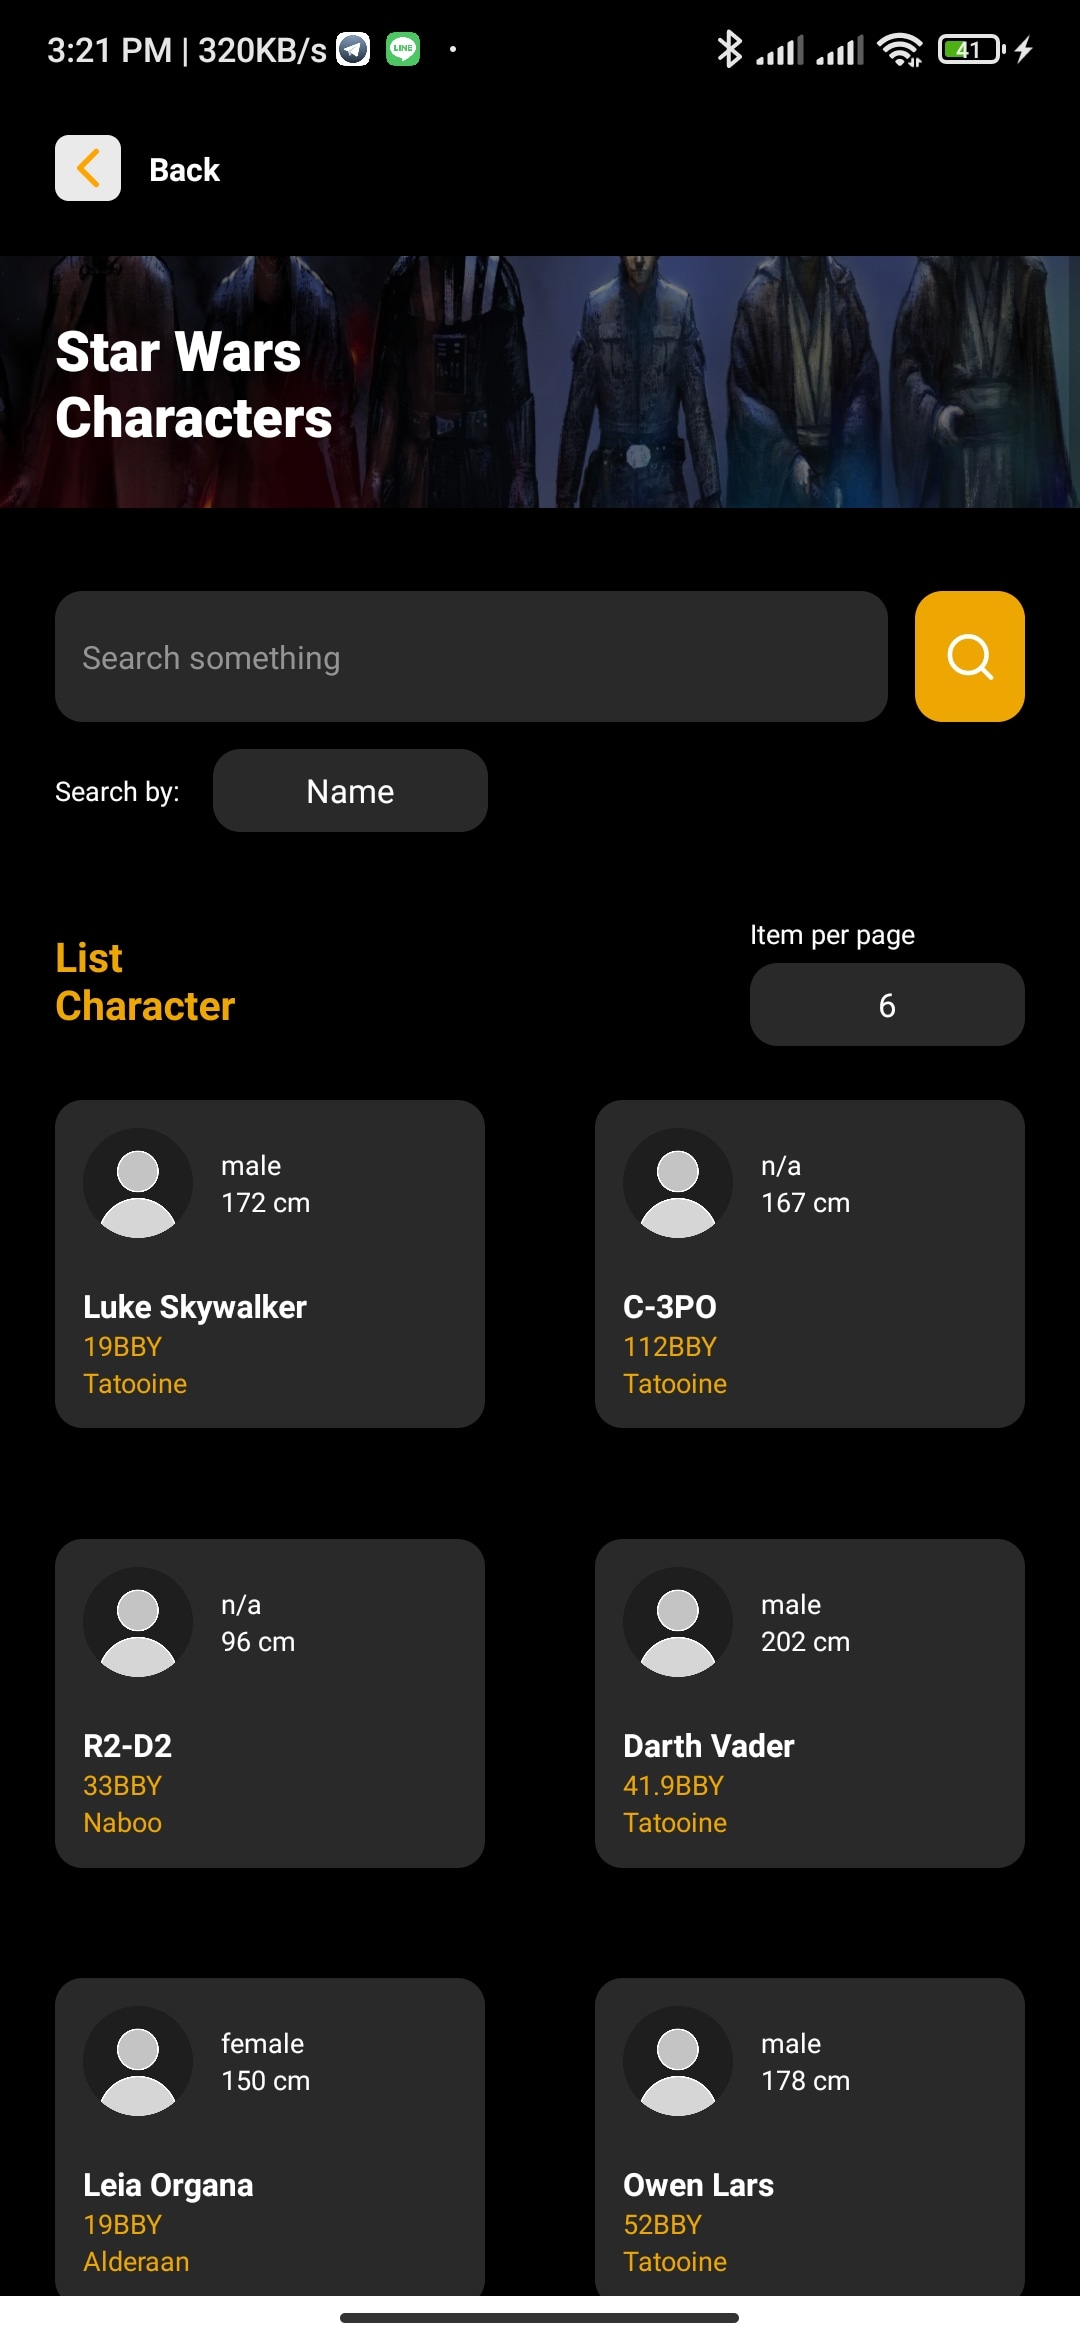 3:21 PM | 320KB/s LINE 41
Back
Star Wars
Characters
Search something
Search by: Name
Item per page
List
Character
6
male
172 cm
Luke Skywalker
19BBY
Tatooine
n/a
167 cm
C-3PO
112BBY
Tatooine
n/a
96 cm
R2-D2
33BBY
Naboo
male
202 cm
Darth Vader
41.9BBY
Tatooine
female
150 cm
Leia Organa
19BBY
Alderaan
male
178 cm
Owen Lars
52BBY
Tatooine